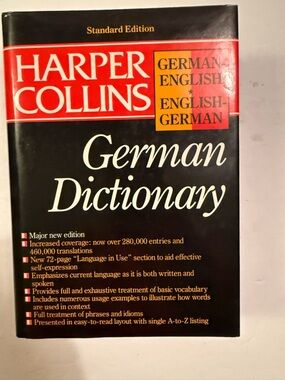 Standard Edition
HARPER
COLLINS
GERMAN-
ENGLISH
ENGLISH-
GERMAN
German
Dictionary
Major new edition
Increased coverage: now over 280,000 entries and
460,000 translations
New 72-page "Language in Use" section to aid effective
self-expression
Emphasizes current language as it is both written and
spoken
Provides full and exhaustive treatment of basic vocabulary
Includes numerous usage examples to illustrate how words
are used in context
Full treatment of phrases and idioms
Presented in easy-to-read layout with single A-to-Z listing